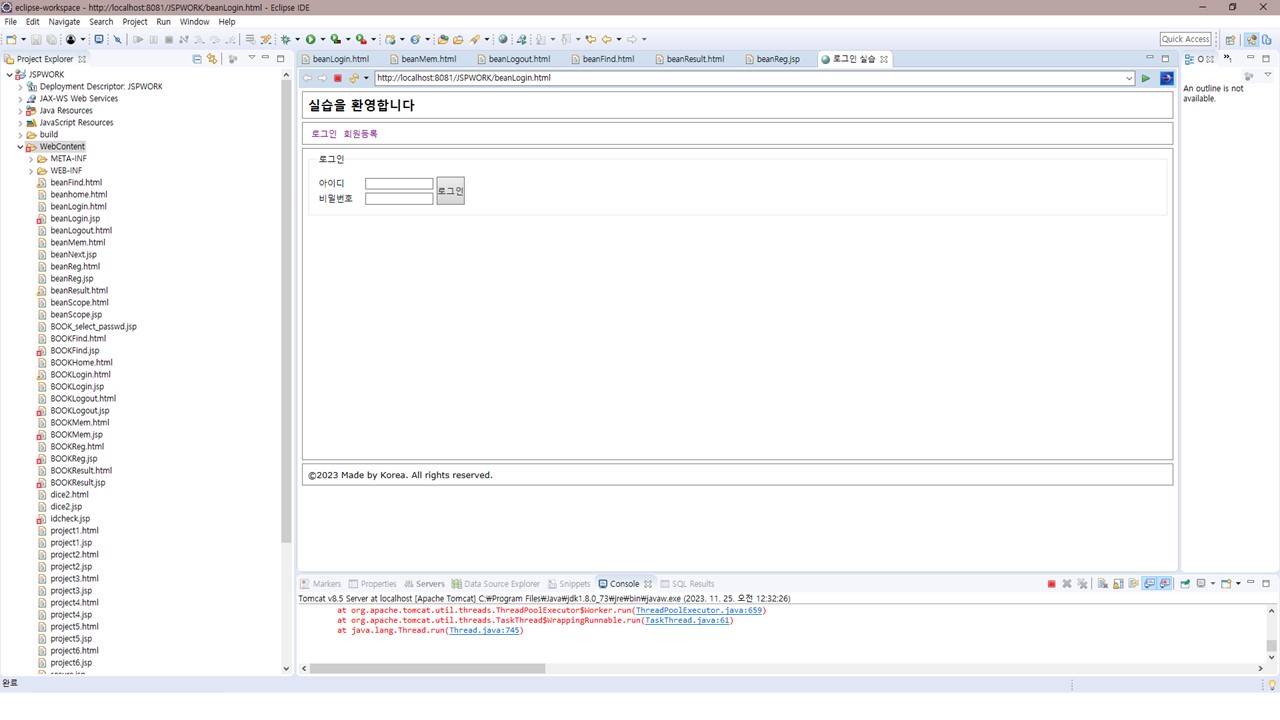 eclipse-workspace - http://localhost:8081/JSPWORK/beanLogin.html - Eclipse IDE
File Edit Navigate Search Project Run Window Help
Quick Access
Project Explorer
JSPWORK
Deployment Descriptor: JSPWORK
JAX-WS Web Services
Java Resources
JavaScript Resources
build
WebContent
META-INF
WEB-INF
beanFind.html
beanhome.html
beanLogin.html
beanLogin.jsp
beanLogout.html
beanMem.html
beanNext.jsp
beanReg.html
beanReg.jsp
beanResult.html
beanScope.html
beanScope.jsp
BOOK_select_passwd.jsp
BOOKFind.html
BOOKFind.jsp
BOOKHome.html
BOOKLogin.html
BOOKLogin.jsp
BOOKLogout.html
BOOKLogout.jsp
BOOKMem.html
BOOKMem.jsp
BOOKReg.html
BOOKReg.jsp
BOOKResult.html
BOOKResult.jsp
dice2.html
dice2.jsp
idcheck.jsp
project1.html
project1.jsp
project2.html
project2.jsp
project3.html
project3.jsp
project4.html
project4.jsp
project5.html
project5.jsp
project6.html
project6.jsp
beanLogin.html beanMem.html beanLogout.html beanFind.html beanResult.html beanReg.jsp 로그인 실습
http://localhost:8081/JSPWORK/beanLogin.html
실습을 환영합니다
로그인 회원등록
로그인
아이디
비밀번호
로그인
©2023 Made by Korea. All rights reserved.
An outline is not
available.
Markers Properties Servers Data Source Explorer Snippets Console SQL Results
Tomcat v8.5 Server at localhost [Apache Tomcat] C:₩Program Files₩Java₩jdk1.8.0_73₩jre₩bin₩javaw.exe (2023. 11. 25. 오전 12:32:26)
at org.apache.tomcat.util.threads.ThreadPoolExecutor$Worker.run(ThreadPoolExecutor.java:659)
at org.apache.tomcat.util.threads.TaskThread$WrappingRunnable.run(TaskThread.java:61)
at java.lang.Thread.run(Thread.java:745)
완료